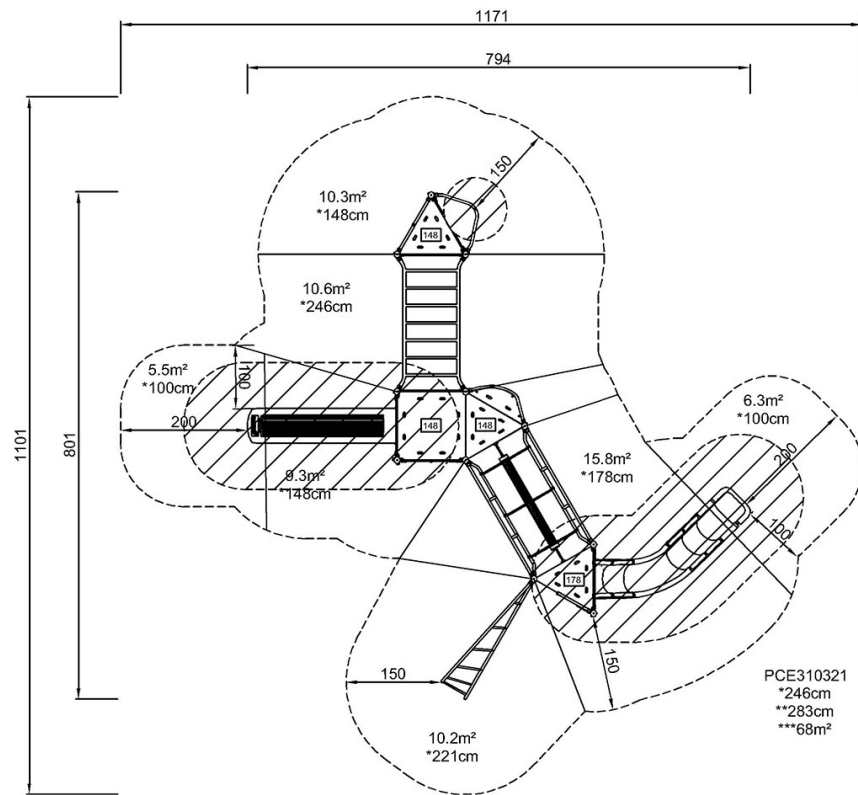 1171
794
150
10.3m²
*148cm
148
10.6m²
*246cm
5.5m²
*100cm
100
6.3m²
*100cm
1101
801
200
148
148
200
15.8m²
*178cm
9.3m²
*148cm
100
178
150
150
PCE310321
*246cm
**283cm
***68m²
10.2m²
*221cm